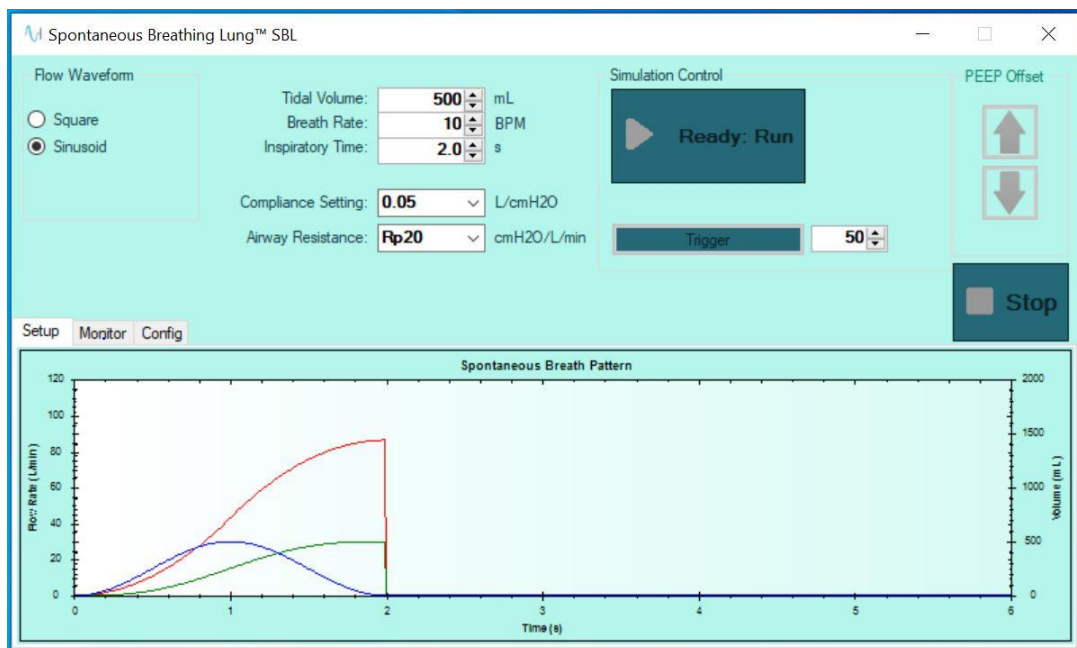 Spontaneous Breathing Lung™ SBL
Flow Waveform
Square
Sinusoid
Tidal Volume: 500 mL
Breath Rate: 10 BPM
Inspiratory Time: 2.0 s
Compliance Setting: 0.05 L/cmH2O
Airway Resistance: Rp20 cmH2O/L/min
Simulation Control
Ready: Run
Trigger 50
PEEP Offset
Stop
Setup Monitor Config
Spontaneous Breath Pattern
120
100
80
60
40
20
0
Flow Rate (L/min)
2000
1500
1000
500
0
Volume (mL)
0 1 2 3 4 5 6
Time (s)